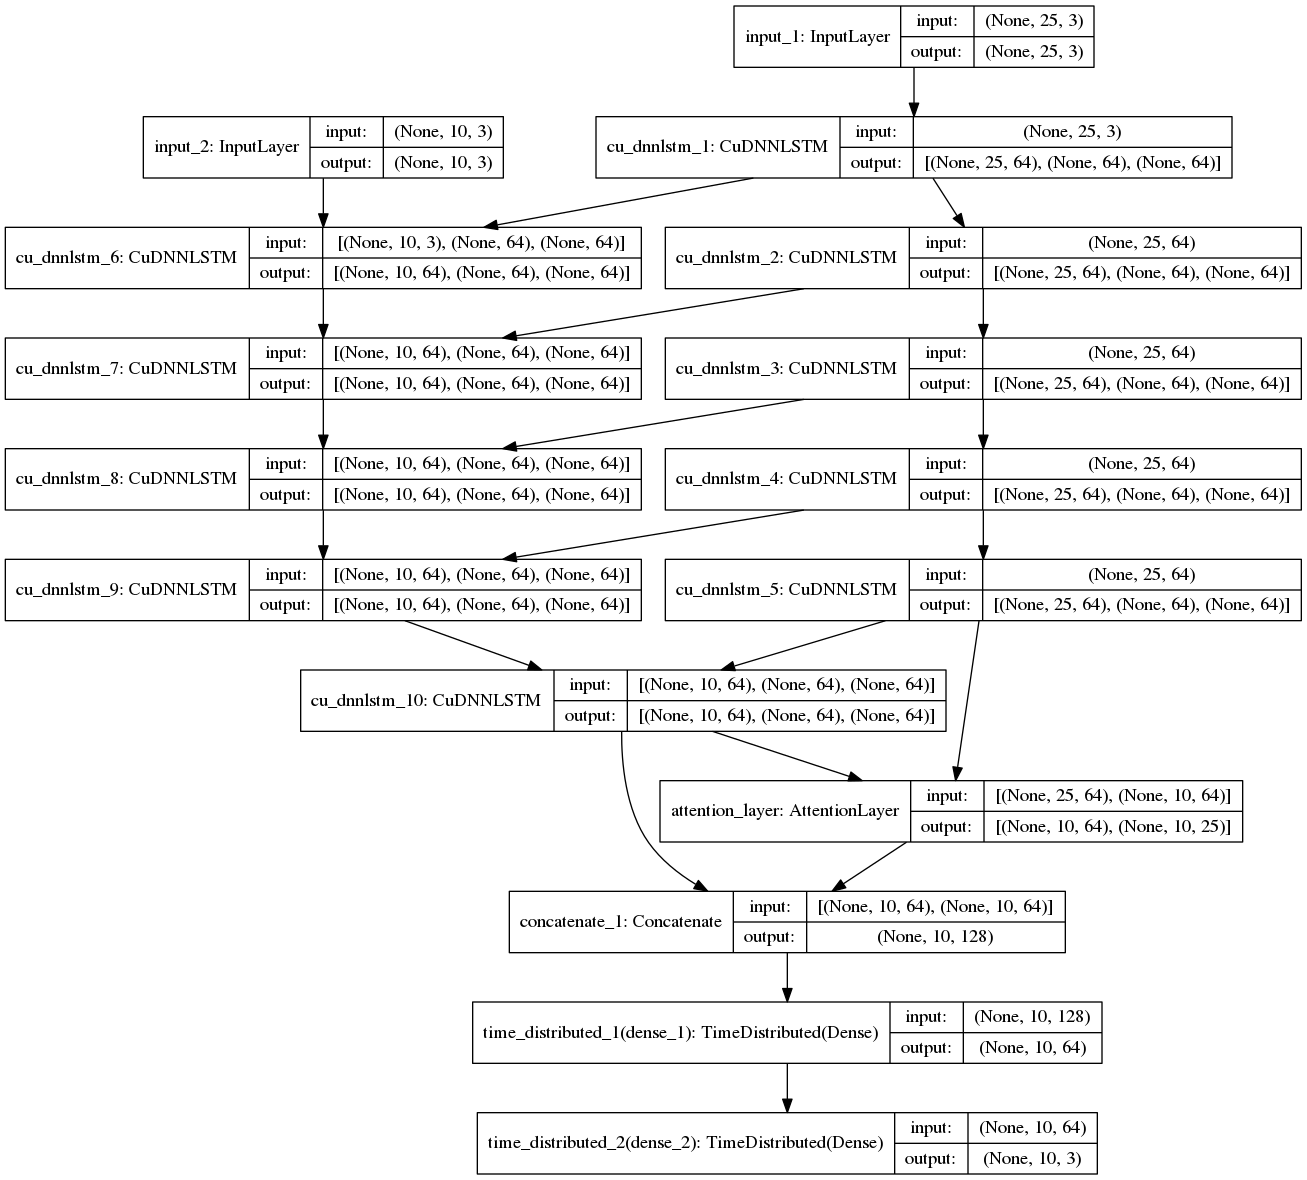 input_1: InputLayer
input: (None, 25, 3)
output: (None, 25, 3)
input_2: InputLayer
input: (None, 10, 3)
output: (None, 10, 3)
cu_dnnlstm_1: CuDNNLSTM
input: (None, 25, 3)
output: [(None, 25, 64), (None, 64), (None, 64)]
cu_dnnlstm_6: CuDNNLSTM
input: [(None, 10, 3), (None, 64), (None, 64)]
output: [(None, 10, 64), (None, 64), (None, 64)]
cu_dnnlstm_2: CuDNNLSTM
input: (None, 25, 64)
output: [(None, 25, 64), (None, 64), (None, 64)]
cu_dnnlstm_7: CuDNNLSTM
input: [(None, 10, 64), (None, 64), (None, 64)]
output: [(None, 10, 64), (None, 64), (None, 64)]
cu_dnnlstm_3: CuDNNLSTM
input: (None, 25, 64)
output: [(None, 25, 64), (None, 64), (None, 64)]
cu_dnnlstm_8: CuDNNLSTM
input: [(None, 10, 64), (None, 64), (None, 64)]
output: [(None, 10, 64), (None, 64), (None, 64)]
cu_dnnlstm_4: CuDNNLSTM
input: (None, 25, 64)
output: [(None, 25, 64), (None, 64), (None, 64)]
cu_dnnlstm_9: CuDNNLSTM
input: [(None, 10, 64), (None, 64), (None, 64)]
output: [(None, 10, 64), (None, 64), (None, 64)]
cu_dnnlstm_5: CuDNNLSTM
input: (None, 25, 64)
output: [(None, 25, 64), (None, 64), (None, 64)]
cu_dnnlstm_10: CuDNNLSTM
input: [(None, 10, 64), (None, 64), (None, 64)]
output: [(None, 10, 64), (None, 64), (None, 64)]
attention_layer: AttentionLayer
input: [(None, 25, 64), (None, 10, 64)]
output: [(None, 10, 64), (None, 10, 25)]
concatenate_1: Concatenate
input: [(None, 10, 64), (None, 10, 64)]
output: (None, 10, 128)
time_distributed_1(dense_1): TimeDistributed(Dense)
input: (None, 10, 128)
output: (None, 10, 64)
time_distributed_2(dense_2): TimeDistributed(Dense)
input: (None, 10, 64)
output: (None, 10, 3)